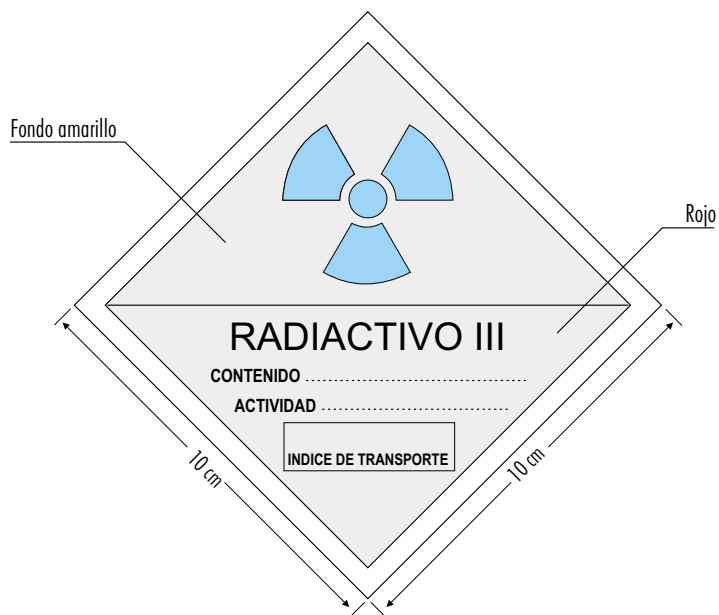 Fondo amarillo
Rojo
RADIACTIVO III
CONTENIDO ................................................
ACTIVIDAD .........................................
INDICE DE TRANSPORTE
10 cm
10 cm